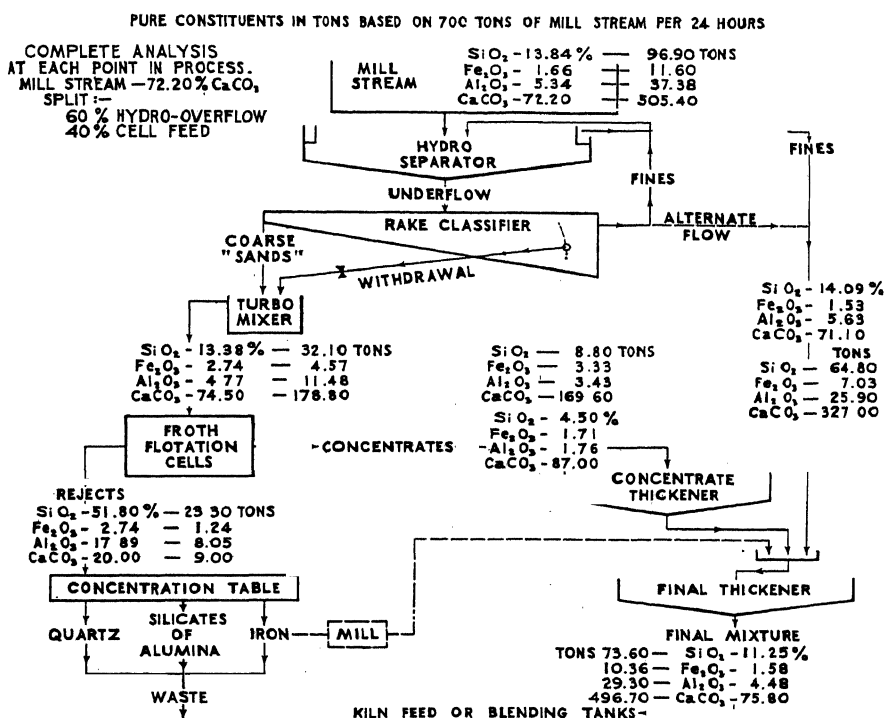 PURE CONSTITUENTS IN TONS BASED ON 700 TONS OF MILL STREAM PER 24 HOURS
COMPLETE ANALYSIS
AT EACH POINT IN PROCESS.
MILL STREAM — 72.20% CaCO₃
SPLIT:—
60 % HYDRO-OVERFLOW
40% CELL FEED
MILL
STREAM
SiO₂ - 13.84 % — 96.90 TONS
Fe₂O₃ - 1.66 — 11.60
Al₂O₃ - 5.34 — 37.38
CaCO₃ - 72.20 — 505.40
HYDRO
SEPARATOR
FINES
FINES
UNDERFLOW
RAKE CLASSIFIER
ALTERNATE
FLOW
COARSE
"SANDS"
WITHDRAWAL
TURBO
MIXER
SiO₂ - 14.09 %
Fe₂O₃ - 1.53
Al₂O₃ - 5.63
CaCO₃ - 71.10
TONS
SiO₂ — 64.80
Fe₂O₃ — 7.03
Al₂O₃ — 25.90
CaCO₃ — 327.00
SiO₂ - 13.38 % — 32.10 TONS
Fe₂O₃ - 2.74 — 4.57
Al₂O₃ - 4.77 — 11.48
CaCO₃ - 74.50 — 178.80
SiO₂ — 8.80 TONS
Fe₂O₃ — 3.33
Al₂O₃ — 3.43
CaCO₃ — 169 60
SiO₂ - 4.50 %
Fe₂O₃ - 1.71
Al₂O₃ - 1.76
CaCO₃ - 87.00
FROTH
FLOTATION
CELLS
CONCENTRATES
CONCENTRATE
THICKENER
REJECTS
SiO₂ - 51.80 % — 23.30 TONS
Fe₂O₃ - 2.74 — 1.24
Al₂O₃ - 17 89 — 8.05
CaCO₃ - 20.00 — 9.00
CONCENTRATION TABLE
FINAL THICKENER
QUARTZ
SILICATES
OF
ALUMINA
IRON
MILL
WASTE
FINAL MIXTURE
TONS 73.60 — SiO₂ - 11.25 %
10.36 — Fe₂O₃ - 1.58
29.30 — Al₂O₃ - 4.48
496.70 — CaCO₃ - 75.80
KILN FEED OR BLENDING TANKS